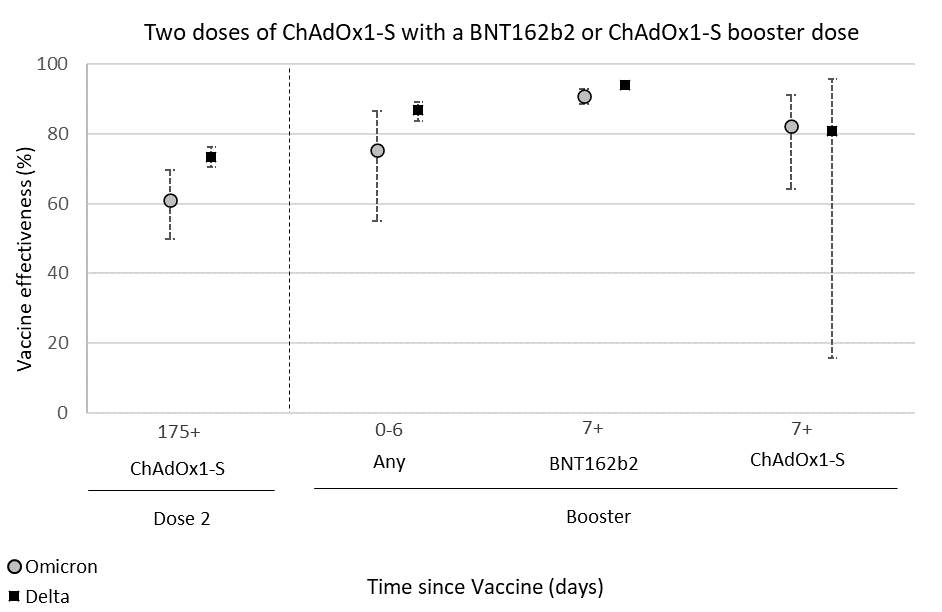 Two doses of ChAdOx1-S with a BNT162b2 or ChAdOx1-S booster dose
Vaccine effectiveness (%)
100
80
60
40
20
0
175+ 0-6 7+ 7+
ChAdOx1-S Any BNT162b2 ChAdOx1-S
Dose 2 Booster
Omicron
Delta
Time since Vaccine (days)